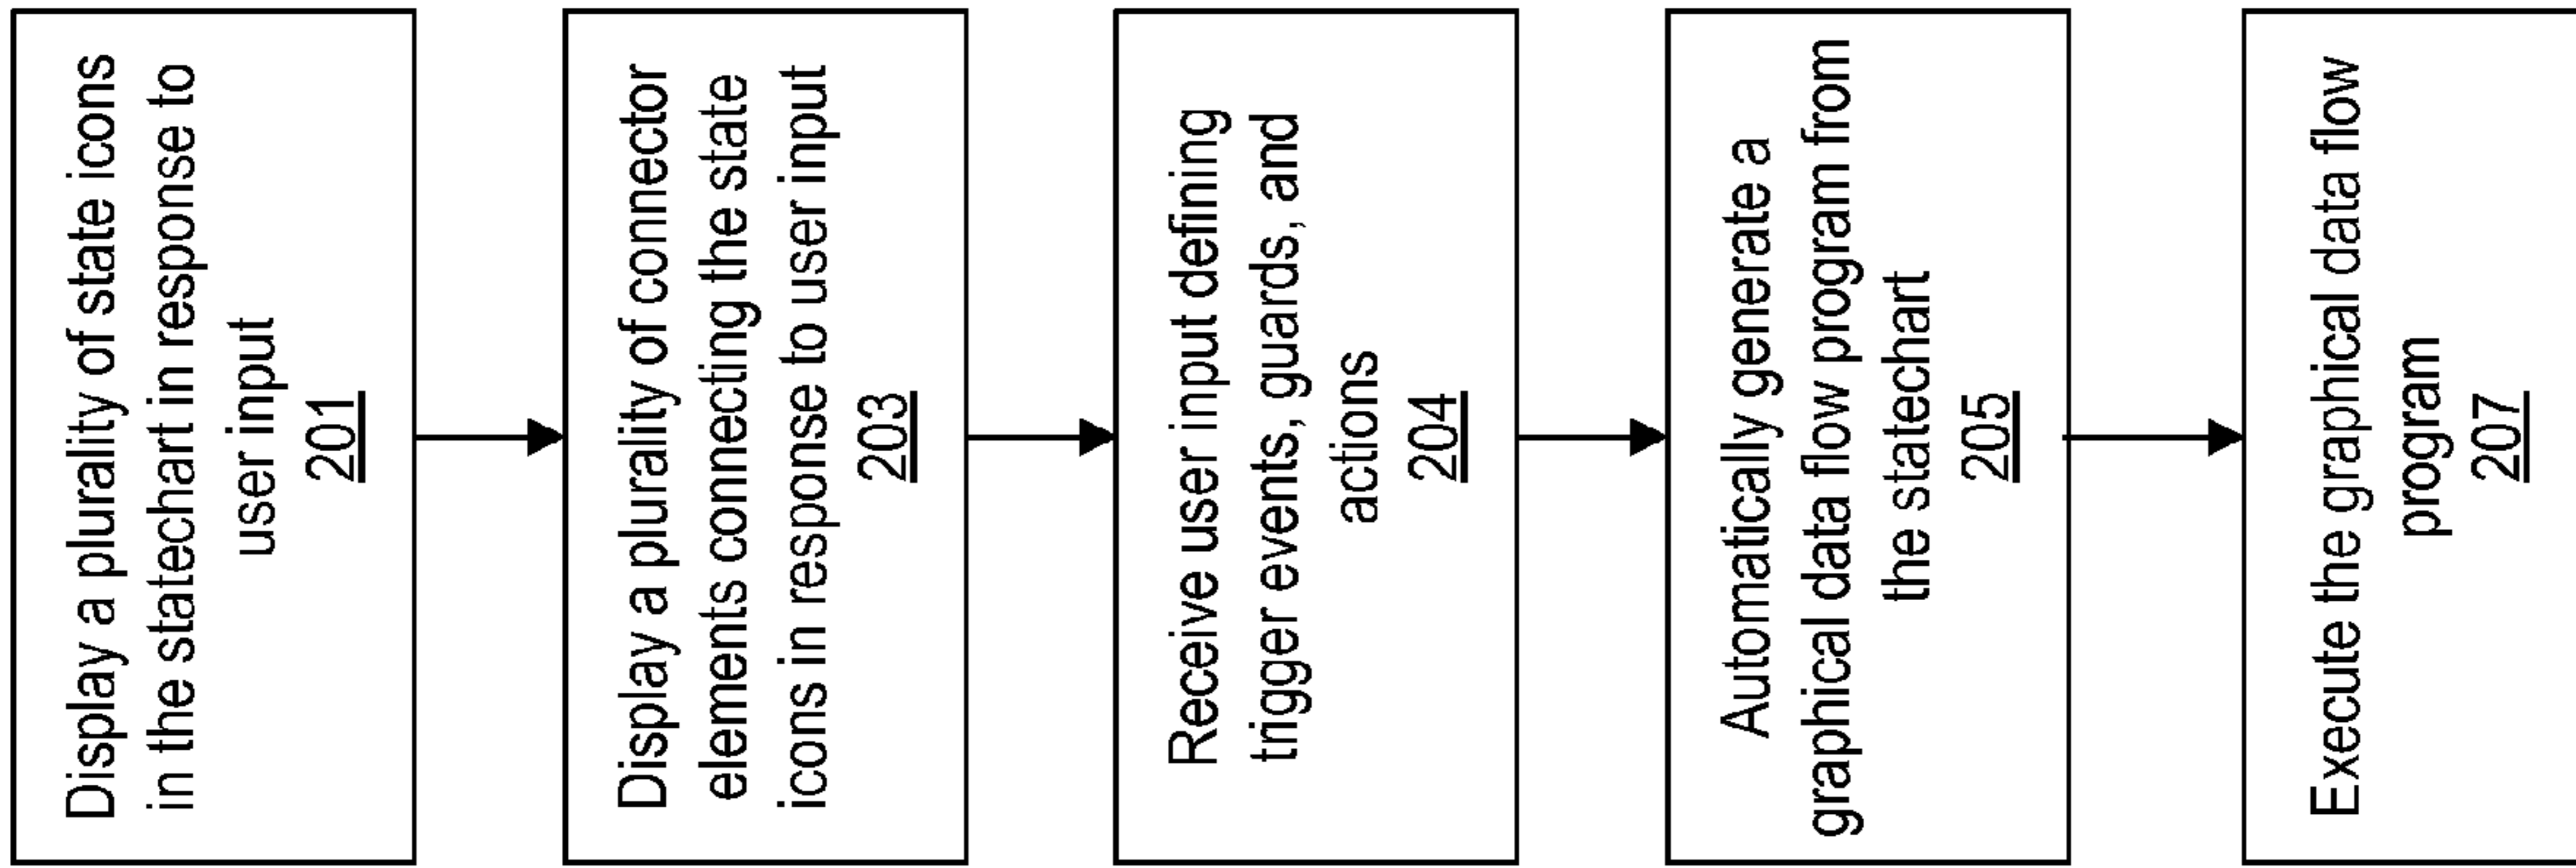 Display a plurality of state icons
in the statechart in response to
user input
201
Display a plurality of connector
elements connecting the state
icons in response to user input
203
Receive user input defining
trigger events, guards, and
actions
204
Automatically generate a
graphical data flow program from
the statechart
205
Execute the graphical data flow
program
207